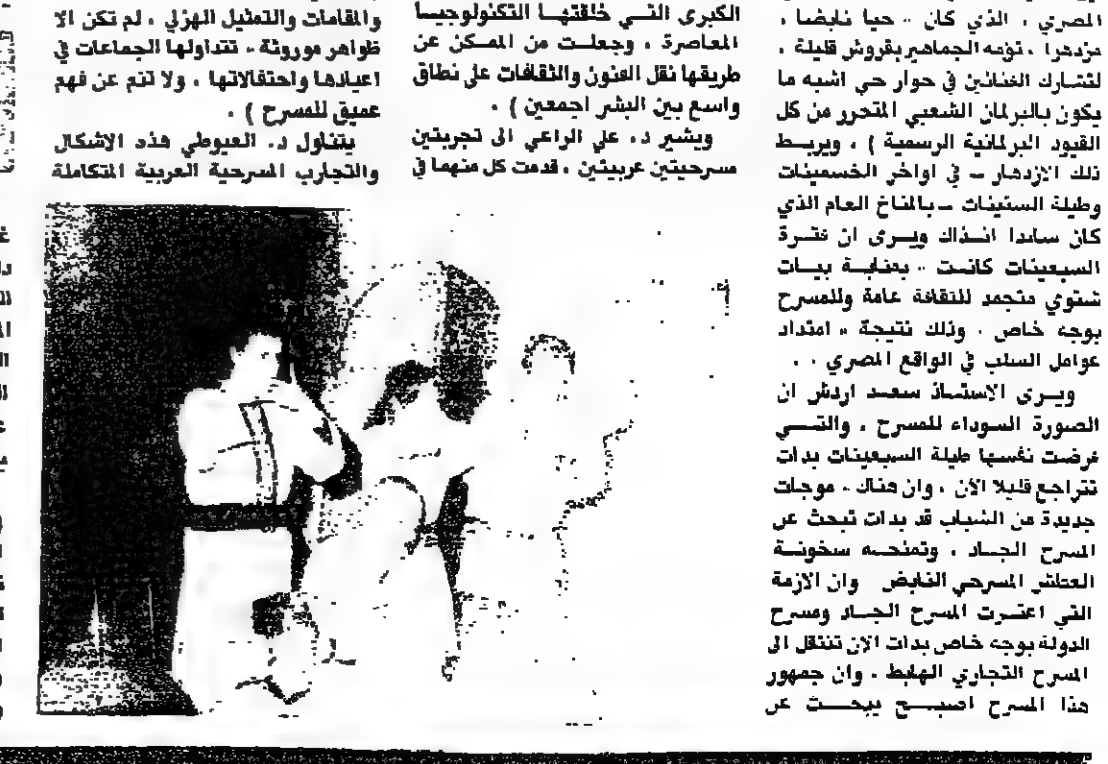 المصري ، الذي كان « حيا نابضا ،
مزدهرا ، تؤمه الجماهير بقروش قليلة ،
لتشارك الفنانين في حوار حي اشبه ما
يكون بالبرلمان الشعبي المتحرر من كل
القيود البرلمانية الرسمية ) ، ويربط
ذلك الازدهار ــ في اواخر الخمسينات
وطيلة الستينات ــ بالمناخ العام الذي
كان سائدا انذاك ويرى ان فترة
السبعينات كانت « بمثابة بيات
شتوي متجمد للثقافة عامة وللمسرح
بوجه خاص . وذلك نتيجة « امتداد
عوامل السلب في الواقع المصري » .
ويرى الاستاذ سعد اردش ان
الصورة السوداء للمسرح ، والتي
فرضت نفسها طيلة السبعينات بدات
تتراجع قليلا الآن ، وان هناك . موجات
جديدة من الشباب قد بدات تبحث عن
المسرح الجاد ، وتمنحه سخونة
العطش المسرحي النابض وان الازمة
التي اعترت المسرح الجاد ومسرح
الدولة بوجه خاص بدات الآن تنتقل الى
المسرح التجاري الهابط . وان جمهور
هذا المسرح اصبح يبحث عن
الكبرى التي خلقتها التكنولوجيا
المعاصرة ، وجعلت من الممكن عن
طريقها نقل الفنون والثقافات على نطاق
واسع بين البشر اجمعين ) .
ويشير د. علي الراعي الى تجربتين
مسرحيتين عربيتين ، قدمت كل منهما في
والمقامات والتمثيل الهزلي ، لم تكن الا
ظواهر موروثة ، تتداولها الجماعات في
اعيادها واحتفالاتها ، ولا تنم عن فهم
عميق للمسرح ) .
يتناول د. العيوطي هذه الاشكال
والتجارب المسرحية العربية المتكاملة